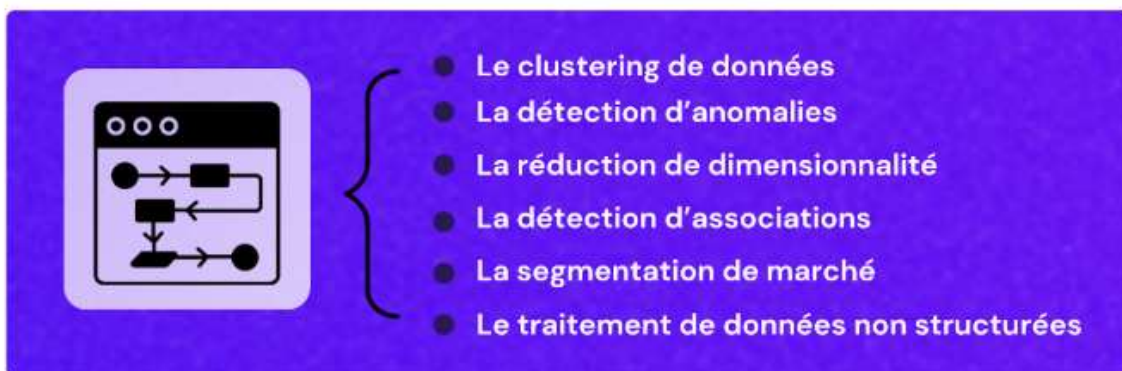 Le clustering de données
La détection d’anomalies
La réduction de dimensionnalité
La détection d’associations
La segmentation de marché
Le traitement de données non structurées